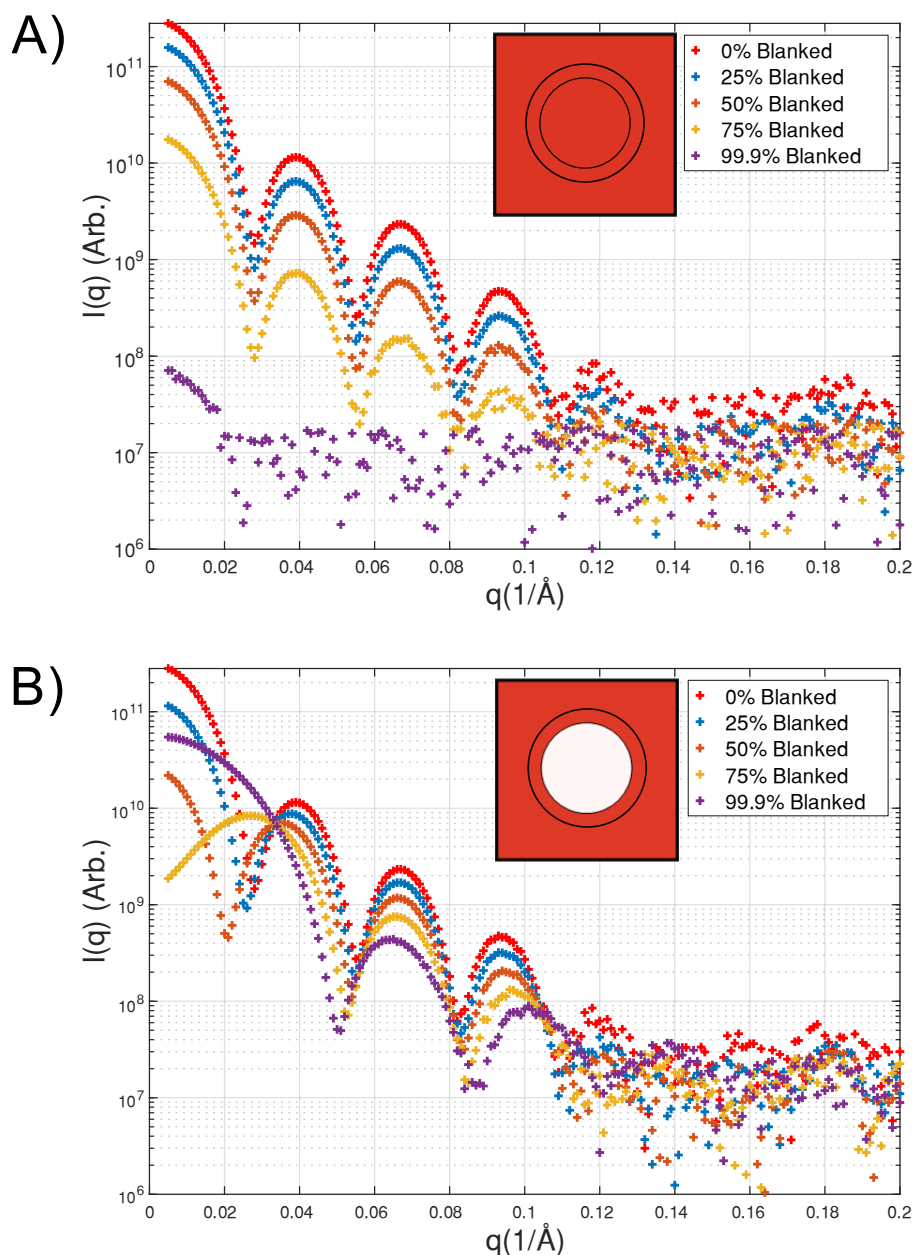 A)
I(q) (Arb.)
10¹¹
10¹⁰
10⁹
10⁸
10⁷
10⁶
0% Blanked
25% Blanked
50% Blanked
75% Blanked
99.9% Blanked
0 0.02 0.04 0.06 0.08 0.1 0.12 0.14 0.16 0.18 0.2
q(1/Å)
B)
I(q) (Arb.)
10¹¹
10¹⁰
10⁹
10⁸
10⁷
10⁶
0% Blanked
25% Blanked
50% Blanked
75% Blanked
99.9% Blanked
0 0.02 0.04 0.06 0.08 0.1 0.12 0.14 0.16 0.18 0.2
q(1/Å)